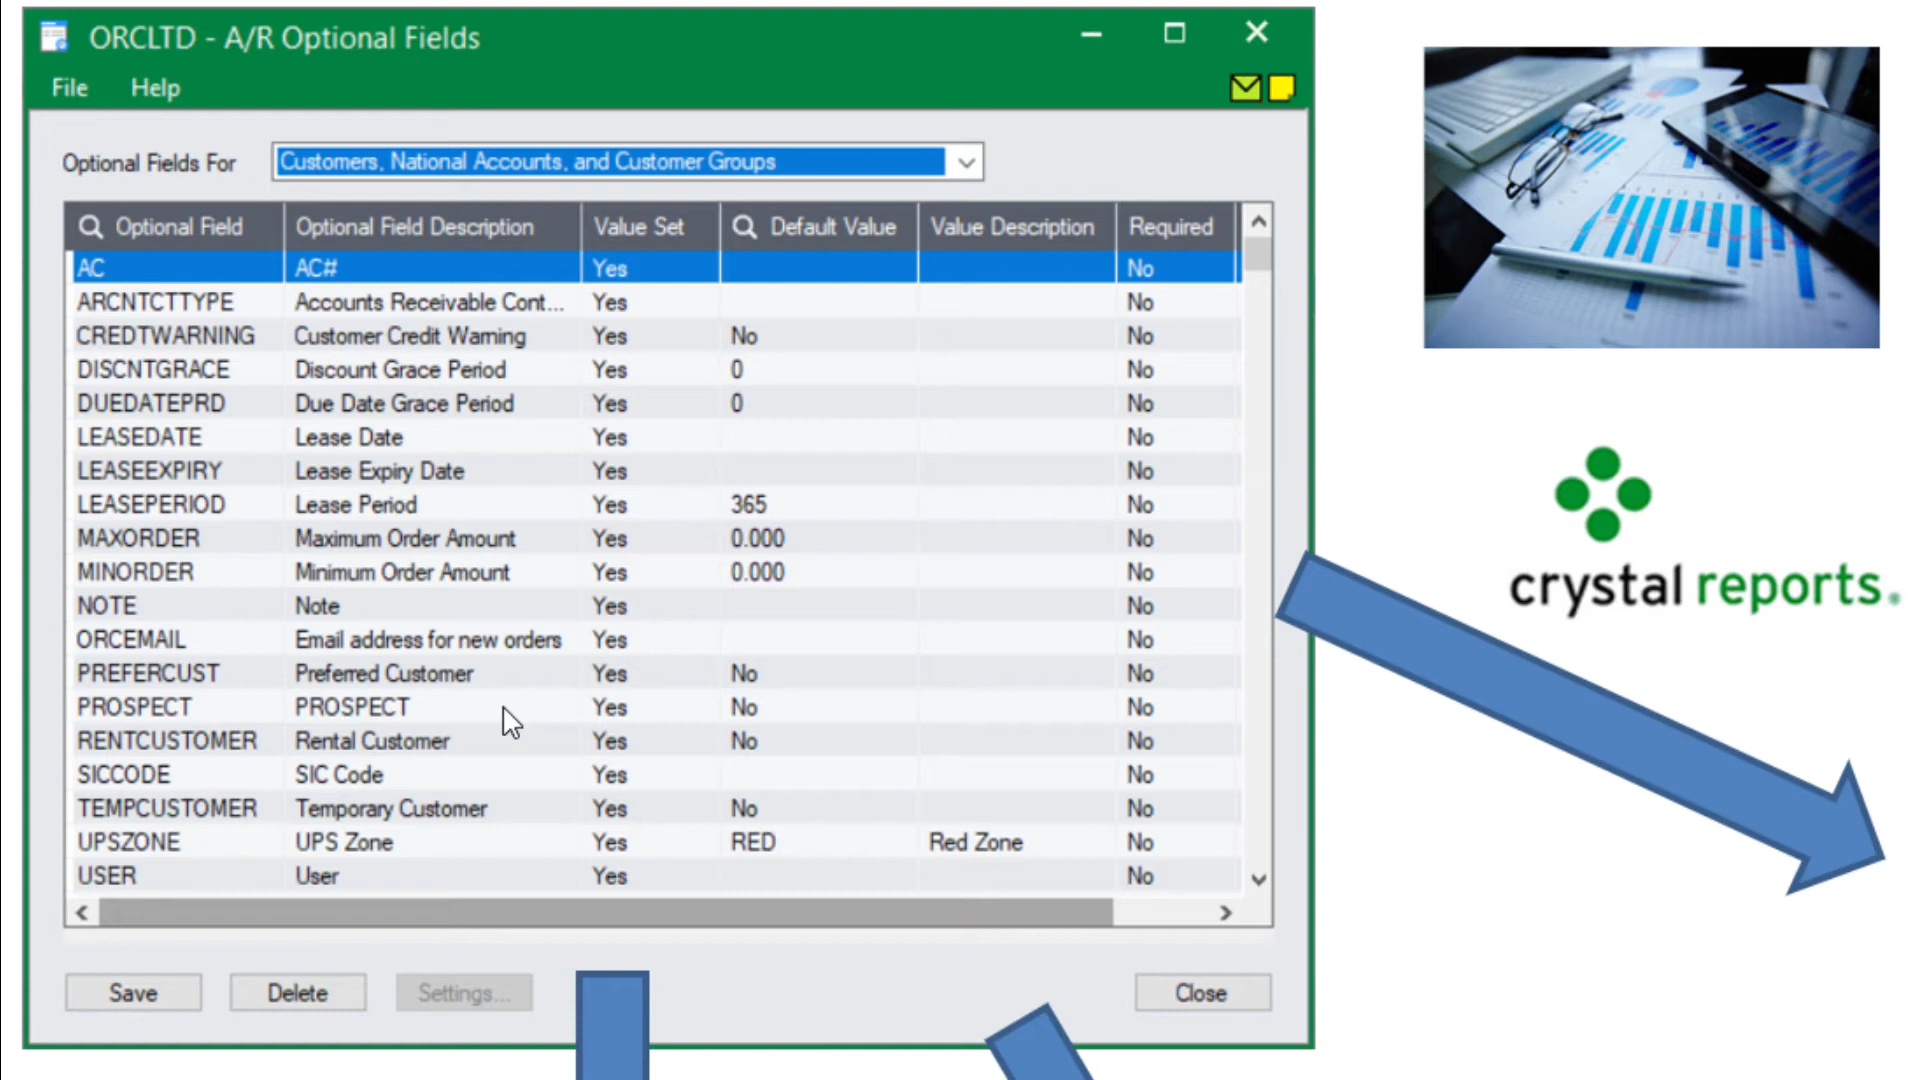 ORCLTD - A/R Optional Fields
File Help
Optional Fields For Customers, National Accounts, and Customer Groups
Optional Field Optional Field Description Value Set Default Value Value Description Required
AC AC# Yes No
ARCNTCTTYPE Accounts Receivable Cont... Yes No
CREDTWARNING Customer Credit Warning Yes No No
DISCNTGRACE Discount Grace Period Yes 0 No
DUEDATEPRD Due Date Grace Period Yes 0 No
LEASEDATE Lease Date Yes No
LEASEEXPIRY Lease Expiry Date Yes No
LEASEPERIOD Lease Period Yes 365 No
MAXORDER Maximum Order Amount Yes 0.000 No
MINORDER Minimum Order Amount Yes 0.000 No
NOTE Note Yes No
ORCEMAIL Email address for new orders Yes No
PREFERCUST Preferred Customer Yes No No
PROSPECT PROSPECT Yes No No
RENTCUSTOMER Rental Customer Yes No No
SICCODE SIC Code Yes No
TEMPCUSTOMER Temporary Customer Yes No No
UPSZONE UPS Zone Yes RED Red Zone No
USER User Yes No
Save Delete Settings... Close
crystal reports.